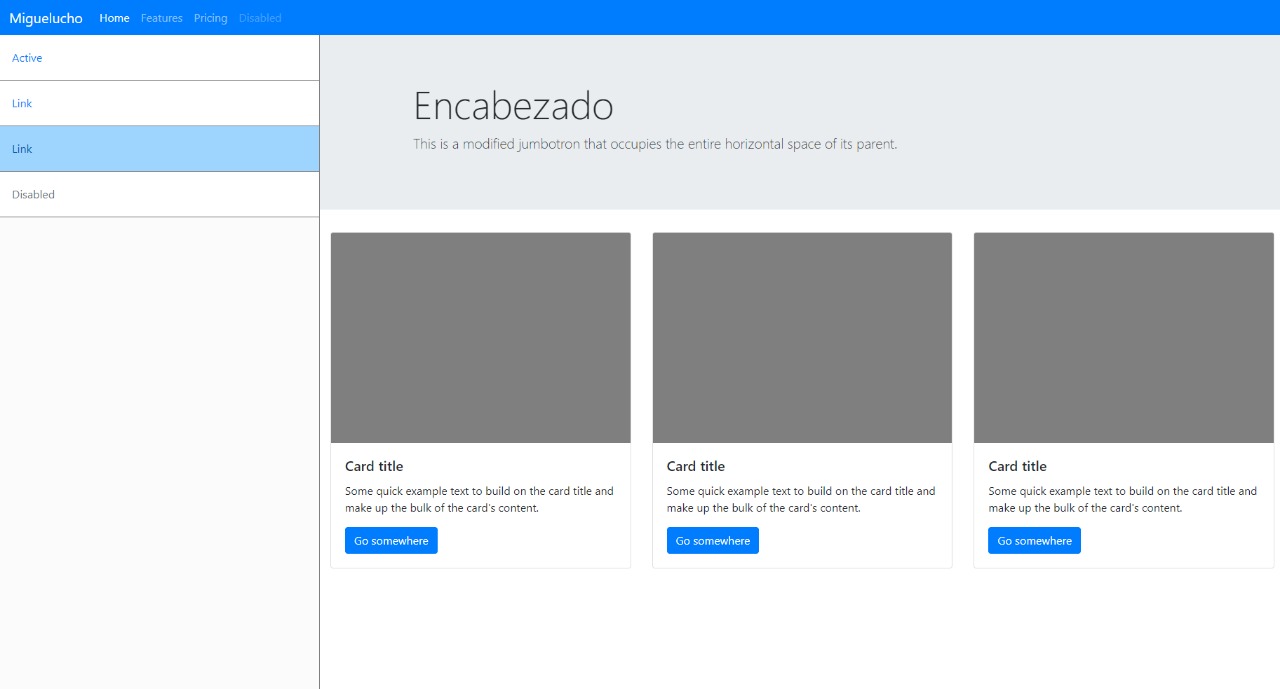 Miguelucho Home Features Pricing Disabled
Active
Link
Link
Disabled
Encabezado
This is a modified jumbotron that occupies the entire horizontal space of its parent.
Card title
Some quick example text to build on the card title and
make up the bulk of the card's content.
Go somewhere
Card title
Some quick example text to build on the card title and
make up the bulk of the card's content.
Go somewhere
Card title
Some quick example text to build on the card title and
make up the bulk of the card's content.
Go somewhere